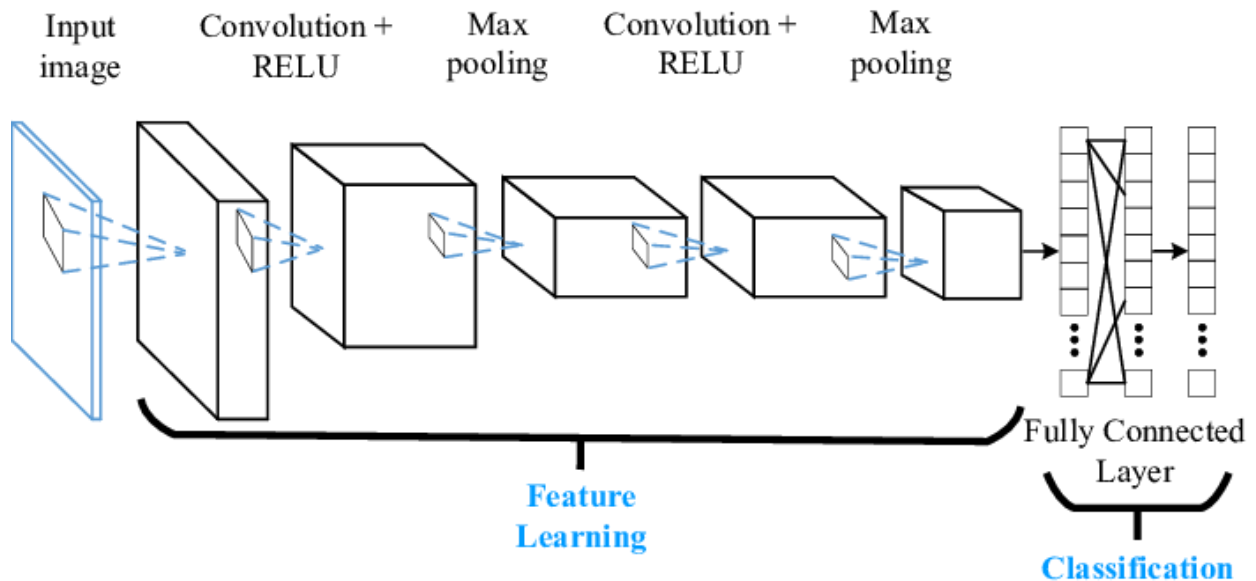 Input
image
Convolution +
RELU
Max
pooling
Convolution +
RELU
Max
pooling
Fully Connected
Layer
Feature
Learning
Classification